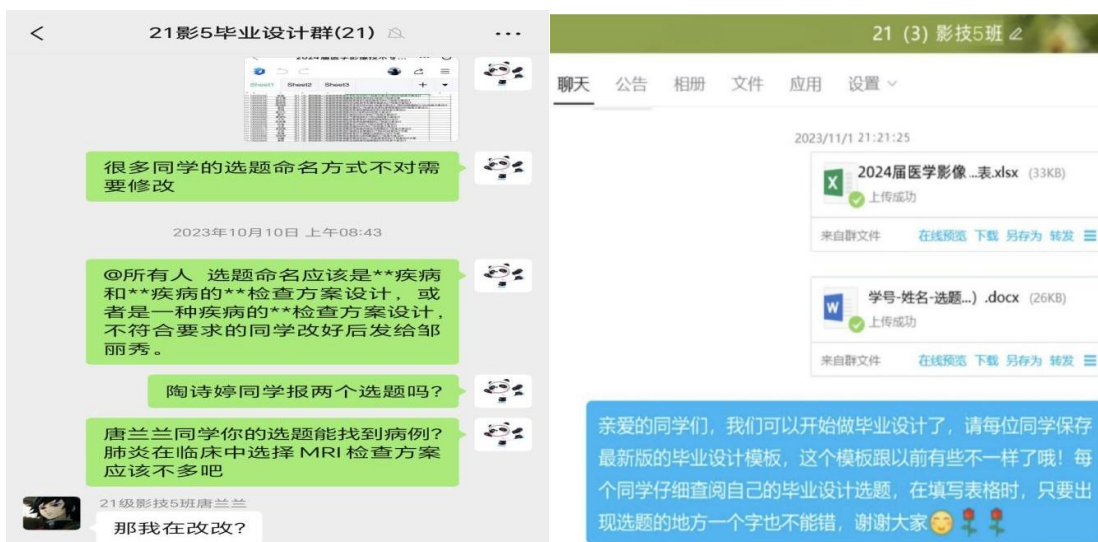 21影5毕业设计群(21)
Sheet1 Sheet2 Sheet3
很多同学的选题命名方式不对需
要修改
2023年10月10日 上午08:43
@所有人 选题命名应该是**疾病
和**疾病的**检查方案设计，或
者是一种疾病的**检查方案设计，
不符合要求的同学改好后发给邹
丽秀。
陶诗婷同学报两个选题吗？
唐兰兰同学你的选题能找到病例？
肺炎在临床中选择 MRI 检查方案
应该不多吧
21级影技5班唐兰兰
那我在改改？
21 (3) 影技5班
聊天 公告 相册 文件 应用 设置
2023/11/1 21:21:25
2024届医学影像...表.xlsx (33KB)
上传成功
来自群文件 在线预览 下载 另存为 转发
学号-姓名-选题...) .docx (26KB)
上传成功
来自群文件 在线预览 下载 另存为 转发
亲爱的同学们，我们可以开始做毕业设计了，请每位同学保存
最新版的毕业设计模板，这个模板跟以前有些不一样了哦！每
个同学仔细查阅自己的毕业设计选题，在填写表格时，只要出
现选题的地方一个字也不能错，谢谢大家